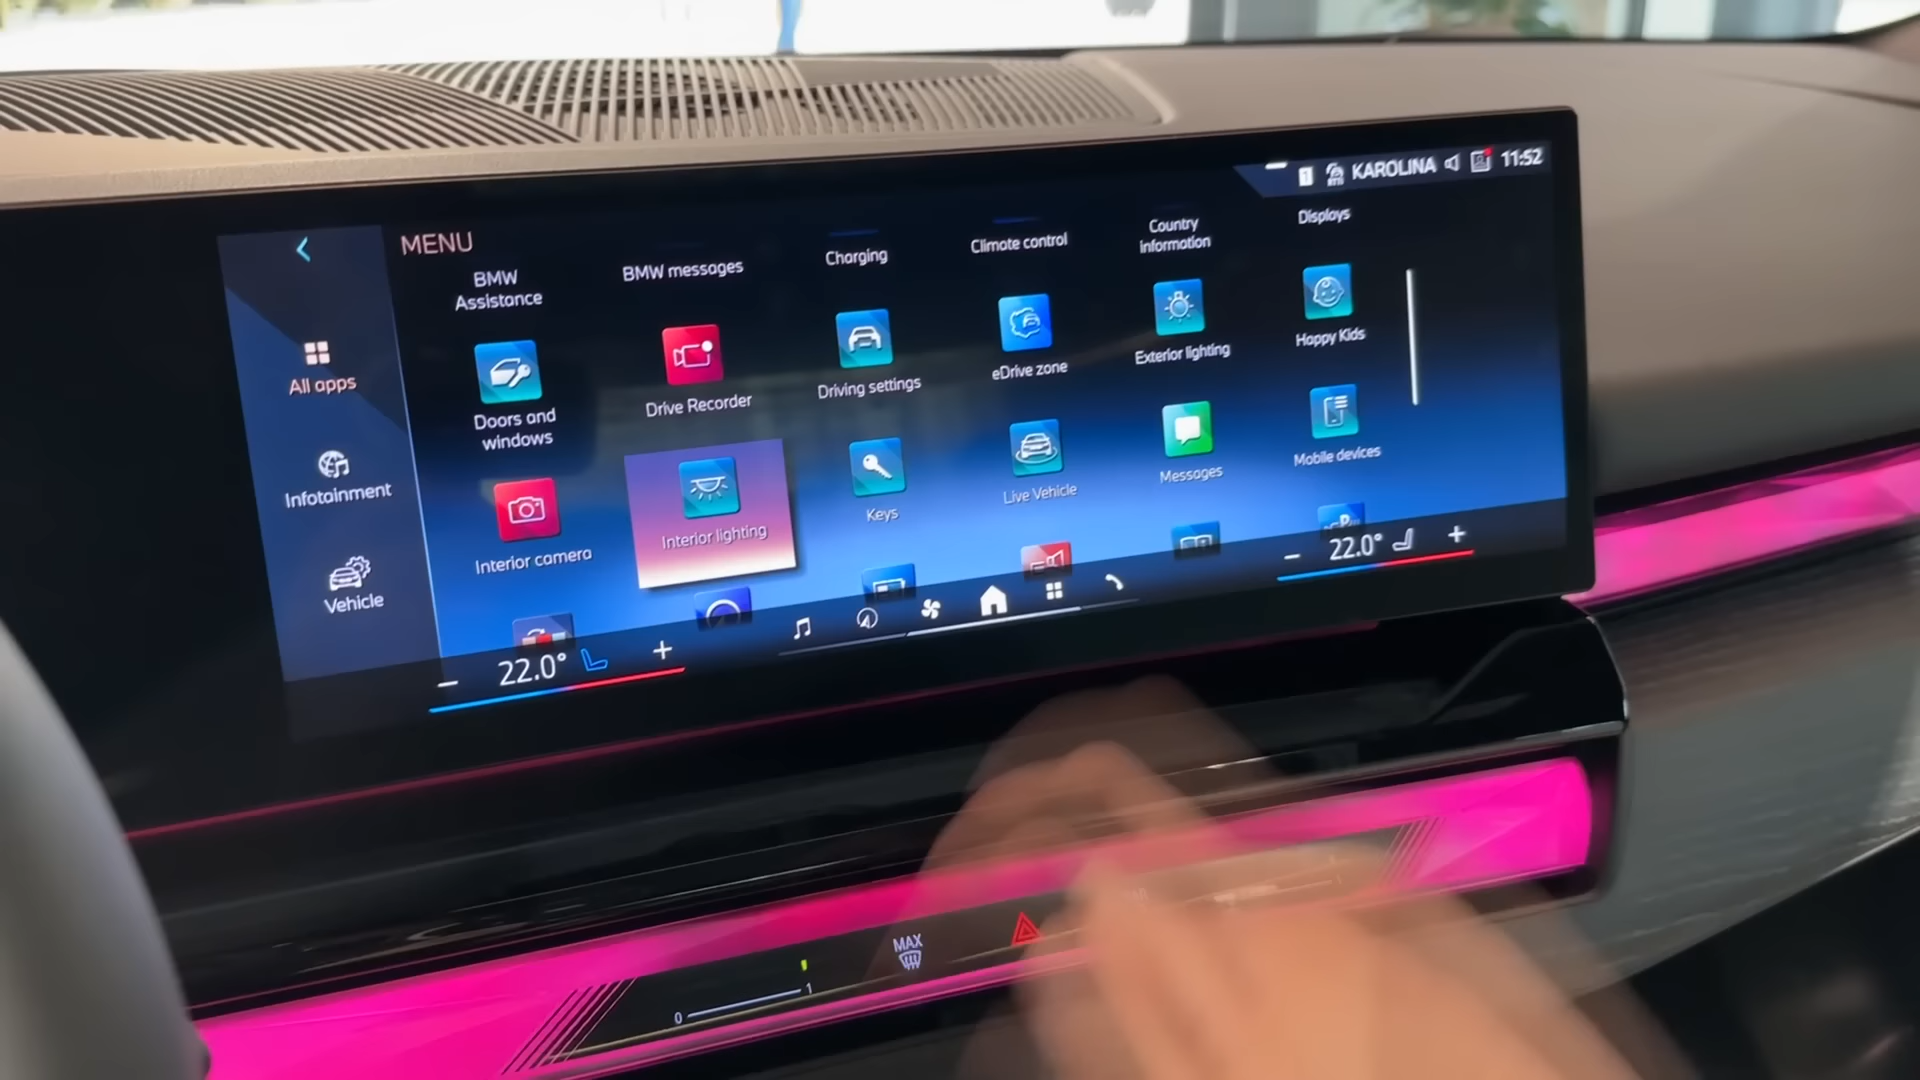 KAROLINA 11:52
MENU
BMW
Assistance
BMW messages
Charging
Climate control
Country
information
Displays
All apps
Doors and
windows
Drive Recorder
Driving settings
eDrive zone
Exterior lighting
Happy Kids
Infotainment
Interior camera
Interior lighting
Keys
Live Vehicle
Messages
Mobile devices
Vehicle
− 22.0° +
− 22.0° +
MAX
0 1